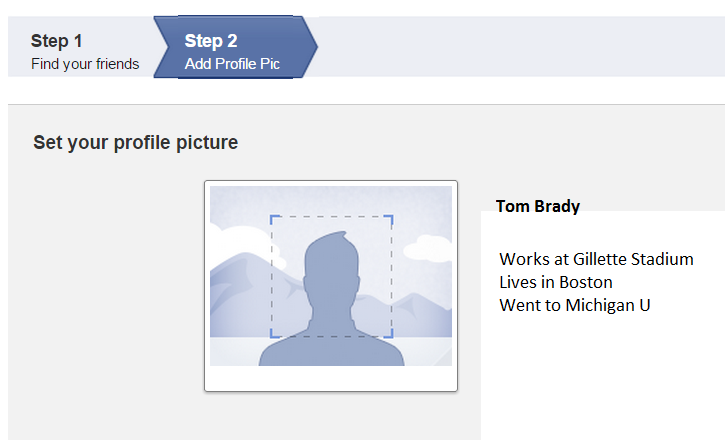 Step 1
Find your friends
Step 2
Add Profile Pic
Set your profile picture
Tom Brady
Works at Gillette Stadium
Lives in Boston
Went to Michigan U